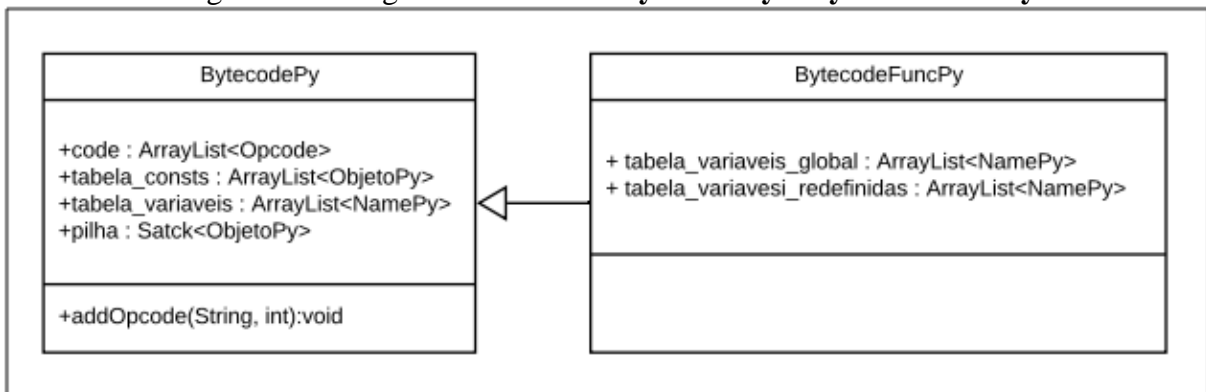 BytecodePy
+code : ArrayList<Opcode>
+tabela_consts : ArrayList<ObjetoPy>
+tabela_variaveis : ArrayList<NamePy>
+pilha : Satck<ObjetoPy>
+addOpcode(String, int):void
BytecodeFuncPy
+ tabela_variaveis_global : ArrayList<NamePy>
+ tabela_variavesi_redefinidas : ArrayList<NamePy>